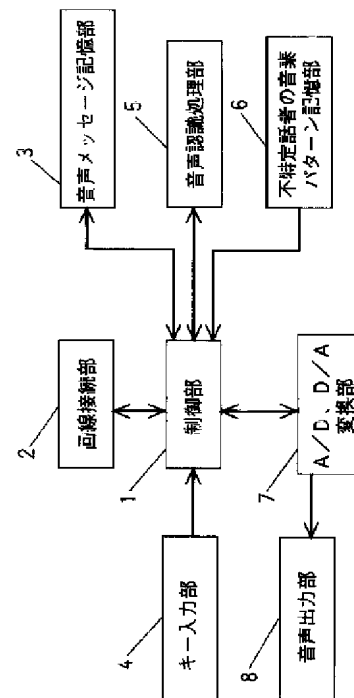 2
画線接続部
3
音声メッセージ記憶部
4
キー入力部
1
制御部
5
音声認識処理部
8
音声出力部
7
A/D、D/A
変換部
6
不特定話者の音素
パターン記憶部